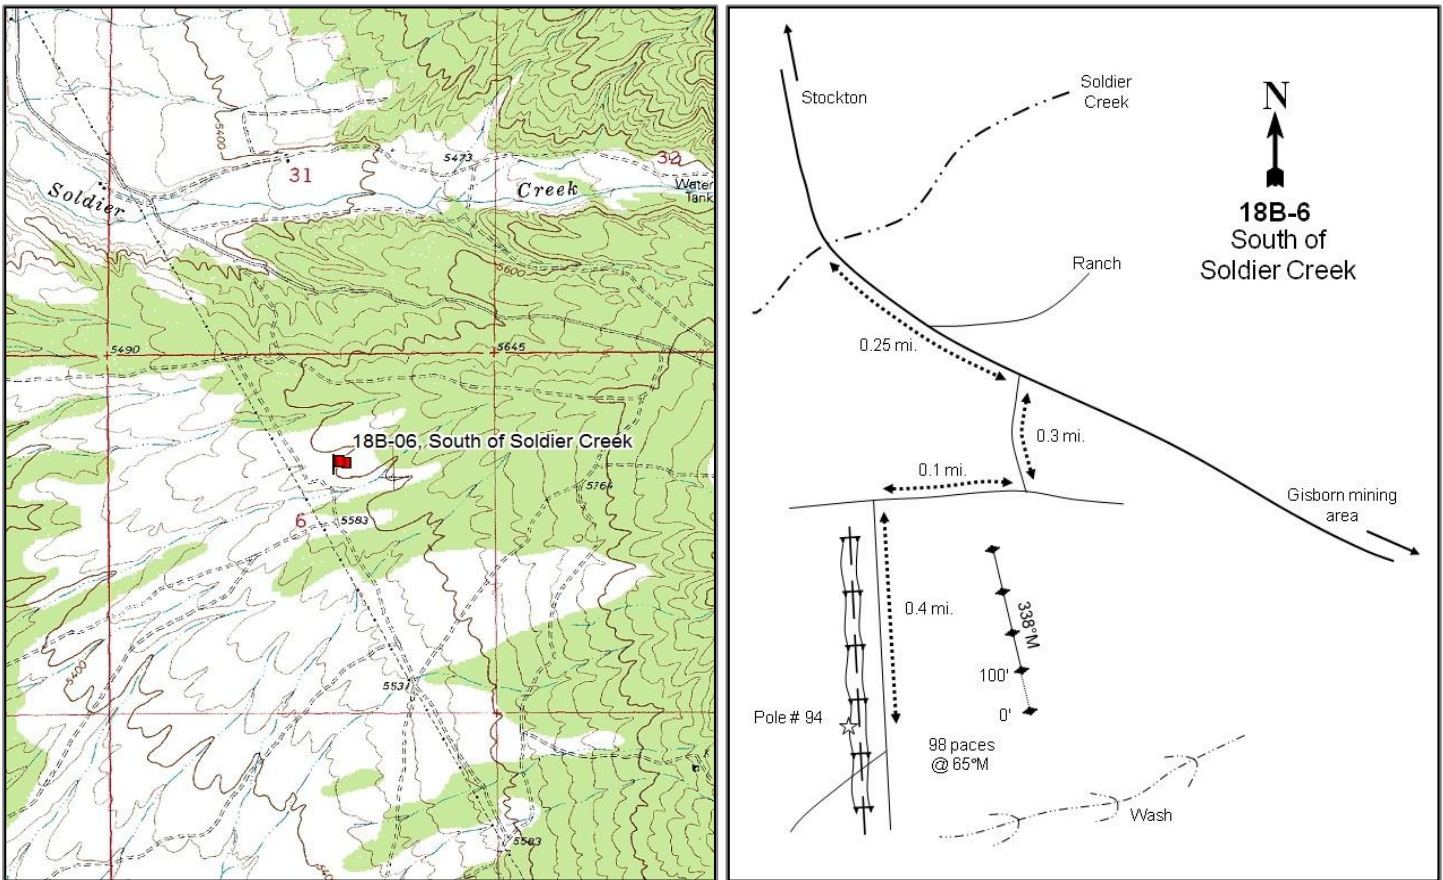 5400
31
5473
32
Water
Tank
Soldier
Creek
5600
5490
5645
18B-06, South of Soldier Creek
5764
6
5583
5400
5531
5583
Stockton
Soldier
Creek
N
18B-6
South of
Soldier Creek
Ranch
0.25 mi.
0.3 mi.
0.1 mi.
Gisborn mining
area
0.4 mi.
338°M
100'
Pole # 94
0'
98 paces
@ 65°M
Wash